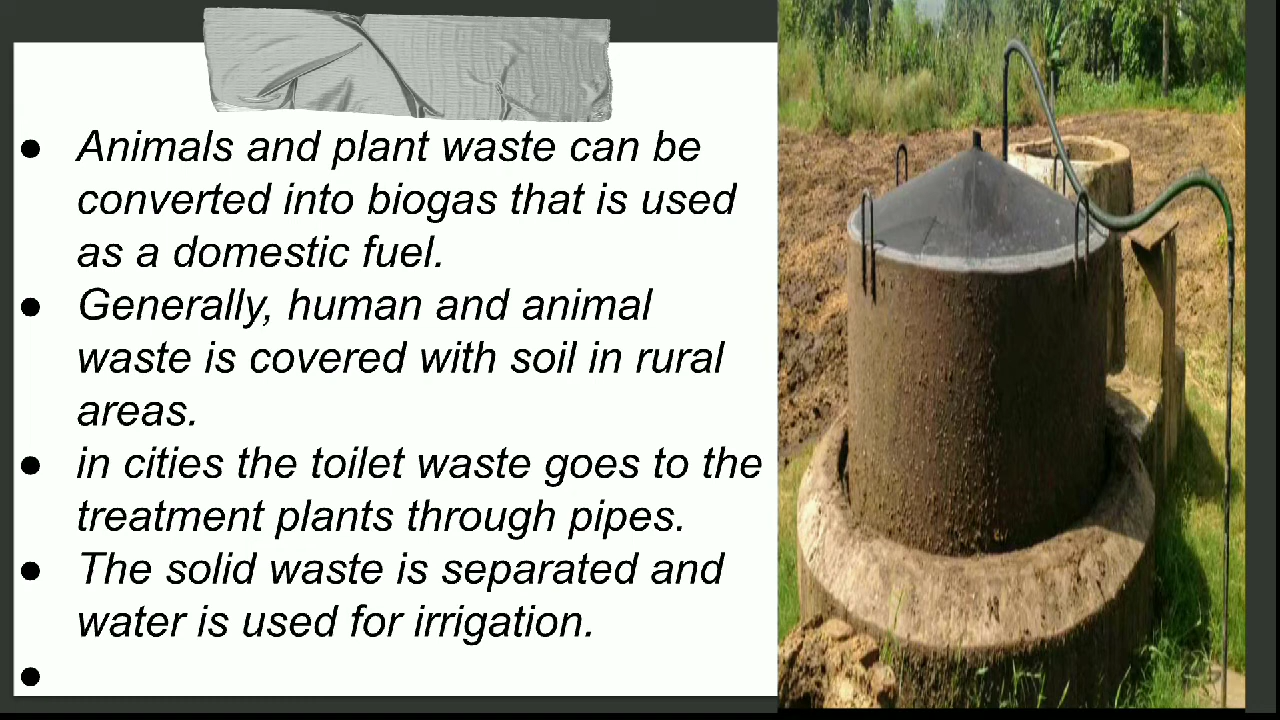 ● Animals and plant waste can be
converted into biogas that is used
as a domestic fuel.
● Generally, human and animal
waste is covered with soil in rural
areas.
● in cities the toilet waste goes to the
treatment plants through pipes.
● The solid waste is separated and
water is used for irrigation.
●